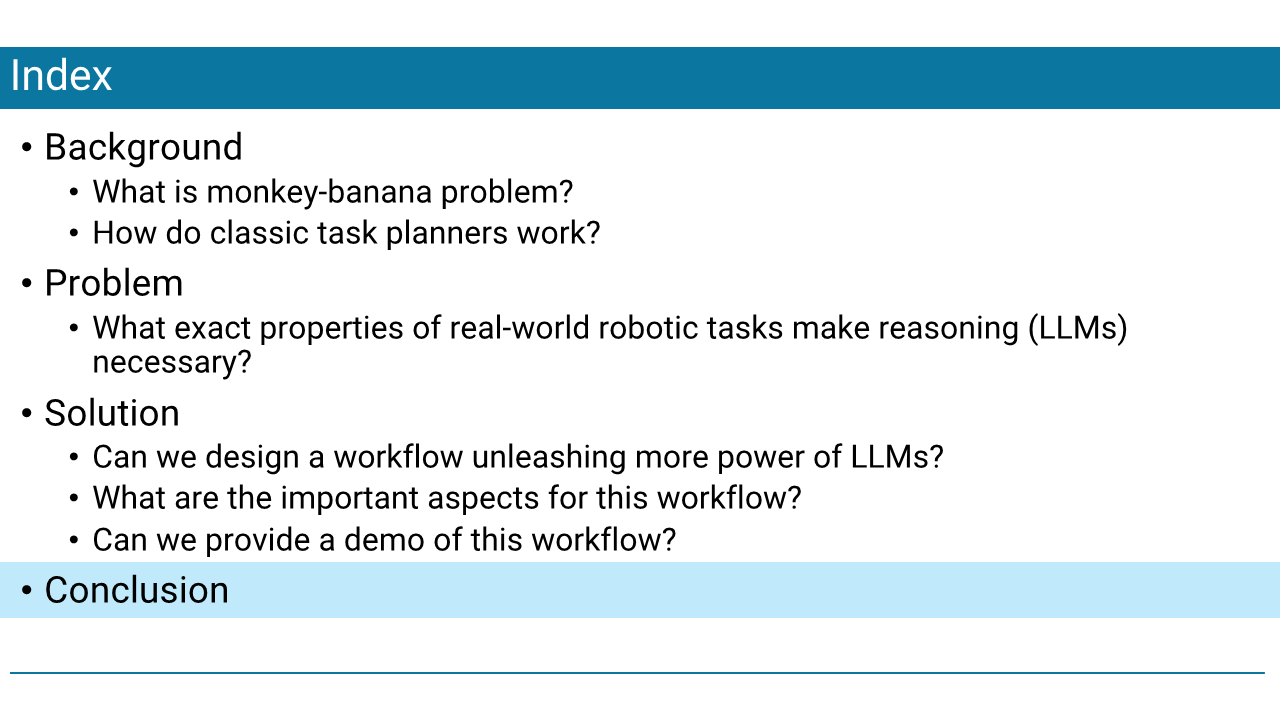 Index
• Background
• What is monkey-banana problem?
• How do classic task planners work?
• Problem
• What exact properties of real-world robotic tasks make reasoning (LLMs)
necessary?
• Solution
• Can we design a workflow unleashing more power of LLMs?
• What are the important aspects for this workflow?
• Can we provide a demo of this workflow?
• Conclusion